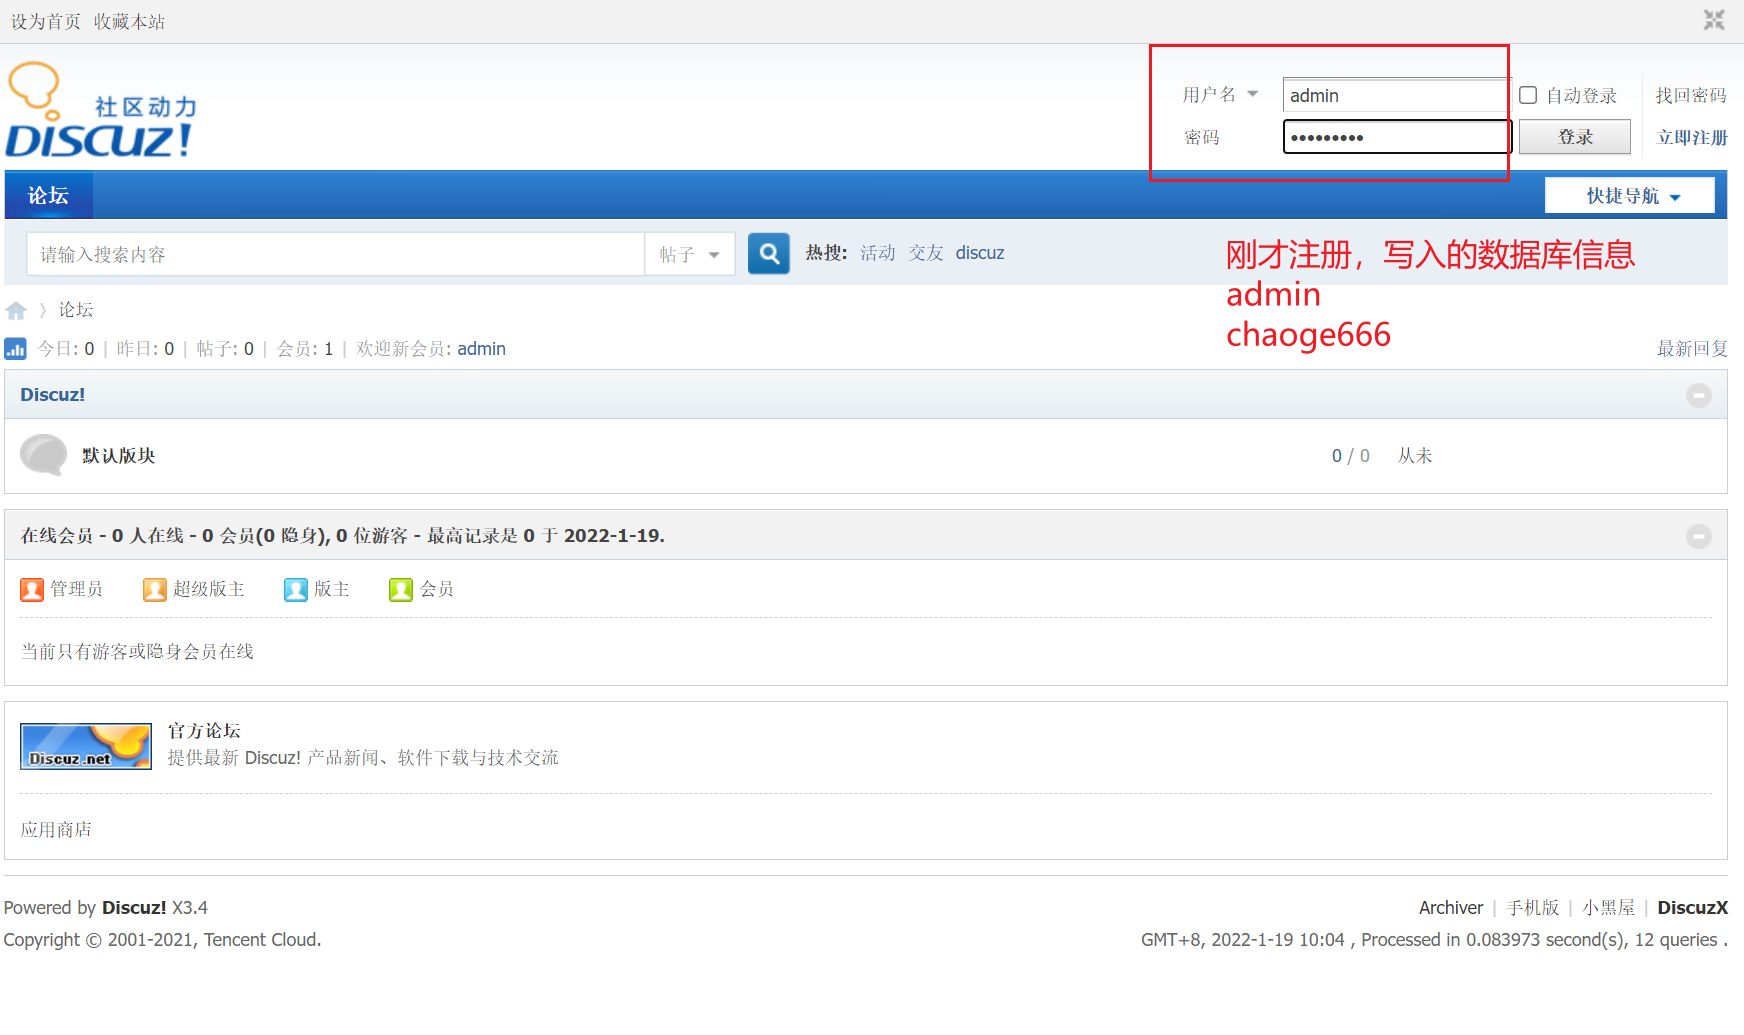 设为首页 收藏本站
社区动力
DISCUZ!
用户名 admin 自动登录 找回密码
密码 ••••••••• 登录 立即注册
论坛 快捷导航
请输入搜索内容 帖子 热搜: 活动 交友 discuz
刚才注册，写入的数据库信息
admin
chaoge666
论坛
今日: 0 | 昨日: 0 | 帖子: 0 | 会员: 1 | 欢迎新会员: admin 最新回复
Discuz!
默认版块 0 / 0 从未
在线会员 - 0 人在线 - 0 会员(0 隐身), 0 位游客 - 最高记录是 0 于 2022-1-19.
管理员 超级版主 版主 会员
当前只有游客或隐身会员在线
Discuz.net
官方论坛
提供最新 Discuz! 产品新闻、软件下载与技术交流
应用商店
Powered by Discuz! X3.4 Archiver | 手机版 | 小黑屋 | DiscuzX
Copyright © 2001-2021, Tencent Cloud. GMT+8, 2022-1-19 10:04 , Processed in 0.083973 second(s), 12 queries .